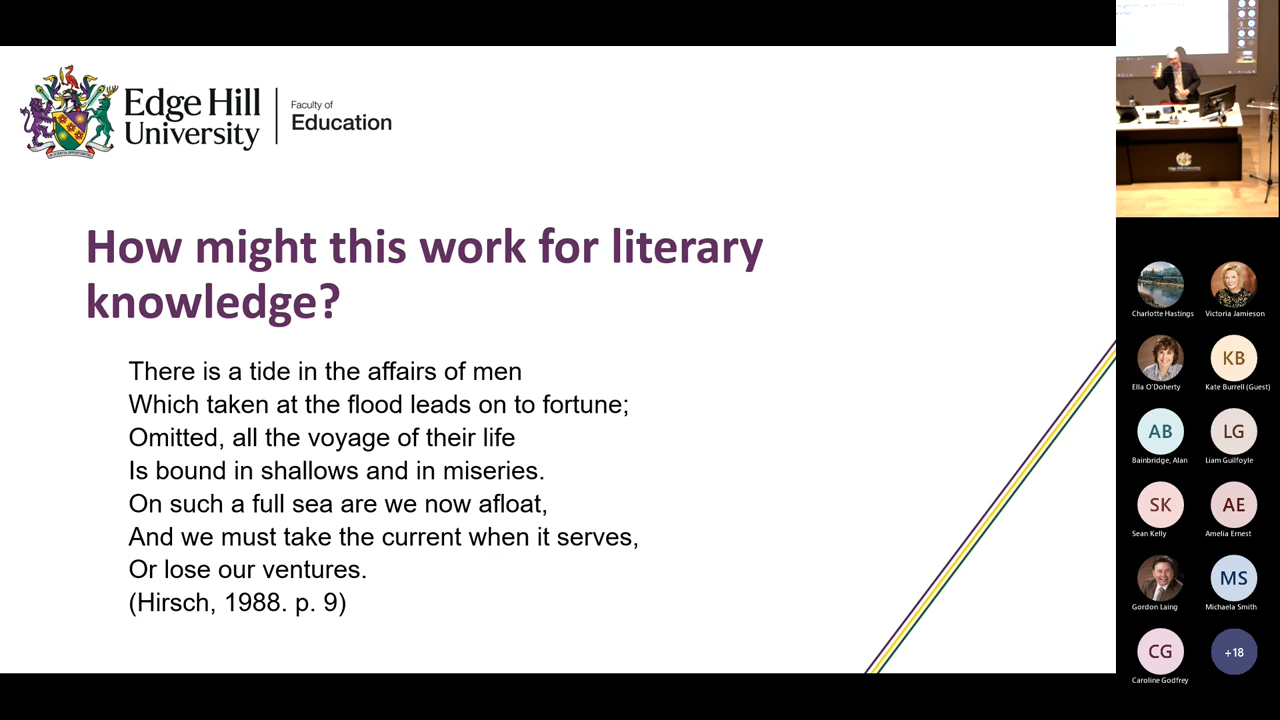 Edge Hill
University
Faculty of
Education
How might this work for literary
knowledge?
There is a tide in the affairs of men
Which taken at the flood leads on to fortune;
Omitted, all the voyage of their life
Is bound in shallows and in miseries.
On such a full sea are we now afloat,
And we must take the current when it serves,
Or lose our ventures.
(Hirsch, 1988. p. 9)
Charlotte Hastings
Victoria Jamieson
Ella O'Doherty
KB
Kate Burrell (Guest)
AB
Bainbridge, Alan
LG
Liam Guilfoyle
SK
Sean Kelly
AE
Amelia Ernest
Gordon Laing
MS
Michaela Smith
CG
Caroline Godfrey
+18